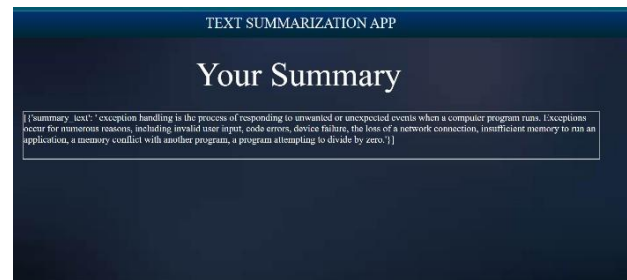 TEXT SUMMARIZATION APP
Your Summary
[{'summary_text': ' exception handling is the process of responding to unwanted or unexpected events when a computer program runs. Exceptions
occur for numerous reasons, including invalid user input, code errors, device failure, the loss of a network connection, insufficient memory to run an
application, a memory conflict with another program, a program attempting to divide by zero.'}]